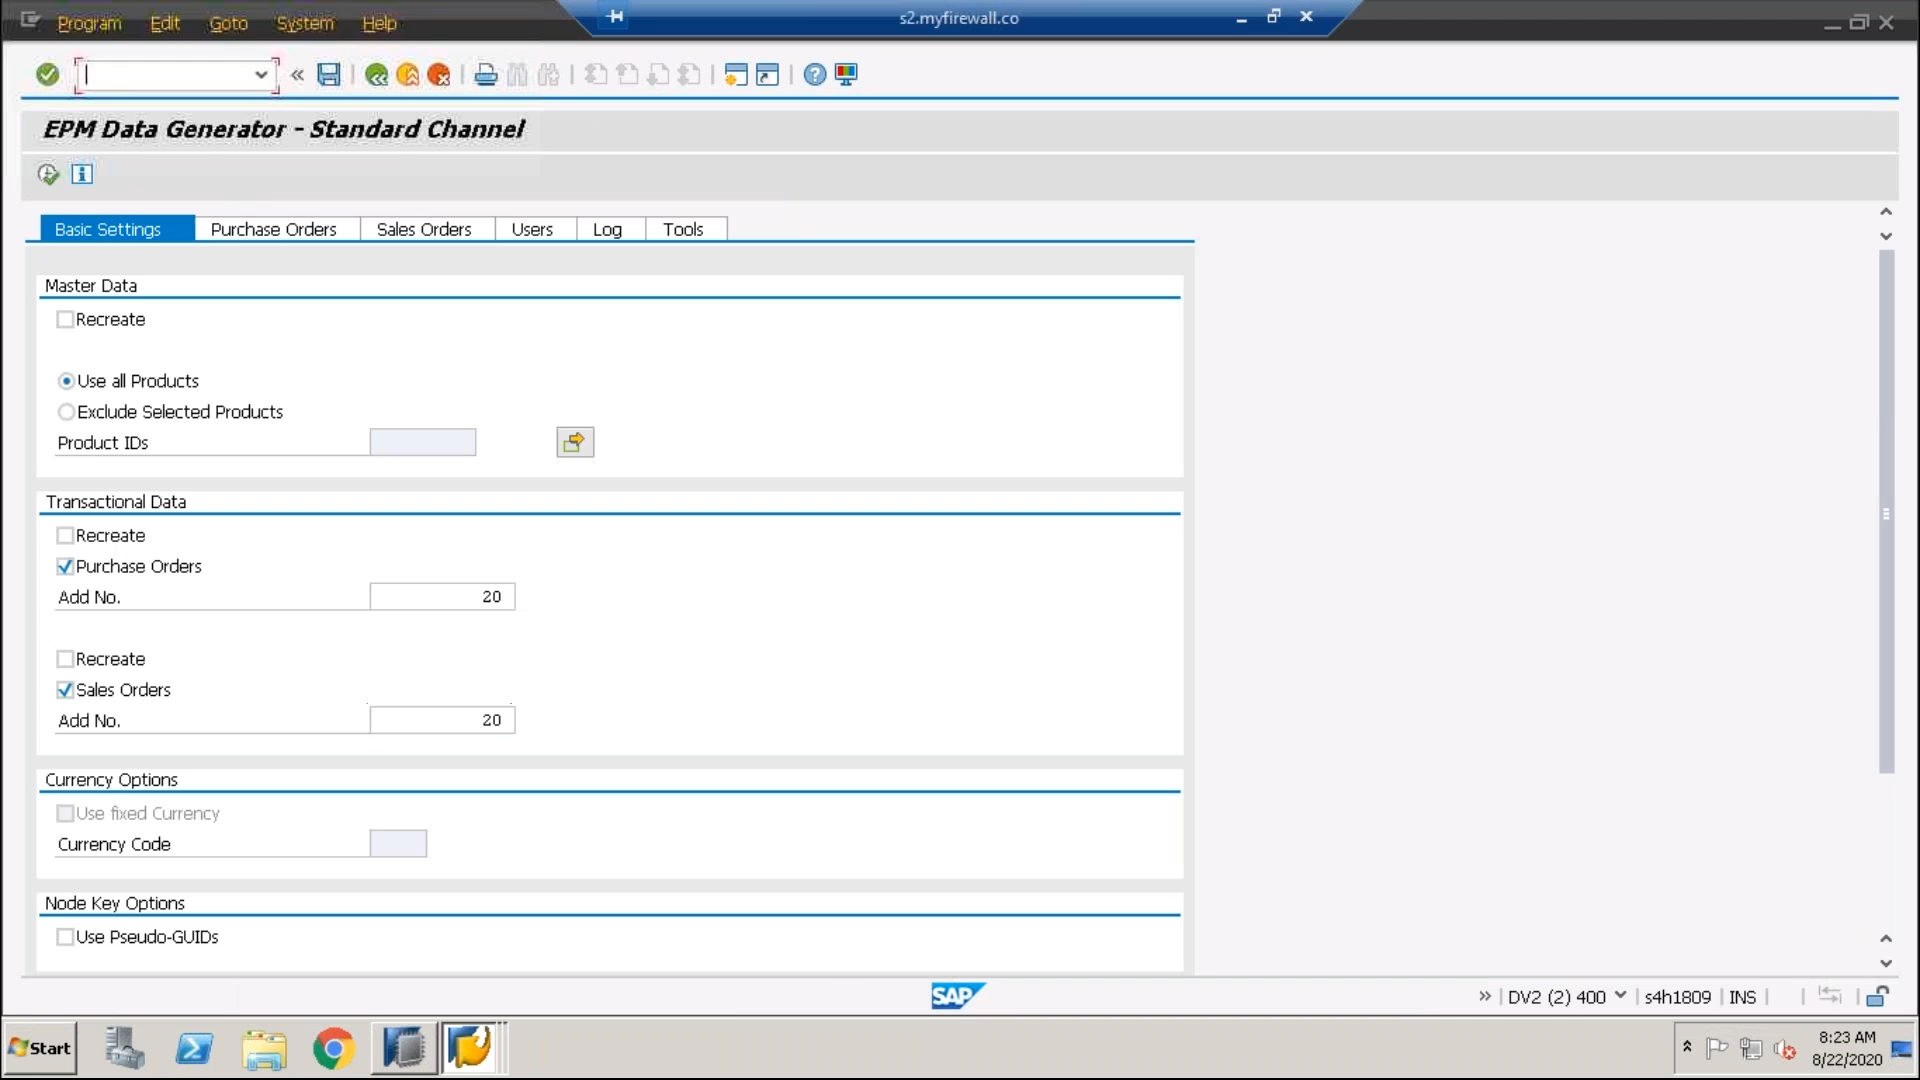 Program Edit Goto System Help
s2.myfirewall.co
EPM Data Generator - Standard Channel
Basic Settings Purchase Orders Sales Orders Users Log Tools
Master Data
Recreate
Use all Products
Exclude Selected Products
Product IDs
Transactional Data
Recreate
Purchase Orders
Add No. 20
Recreate
Sales Orders
Add No. 20
Currency Options
Use fixed Currency
Currency Code
Node Key Options
Use Pseudo-GUIDs
SAP
DV2 (2) 400 s4h1809 INS
Start
8:23 AM
8/22/2020